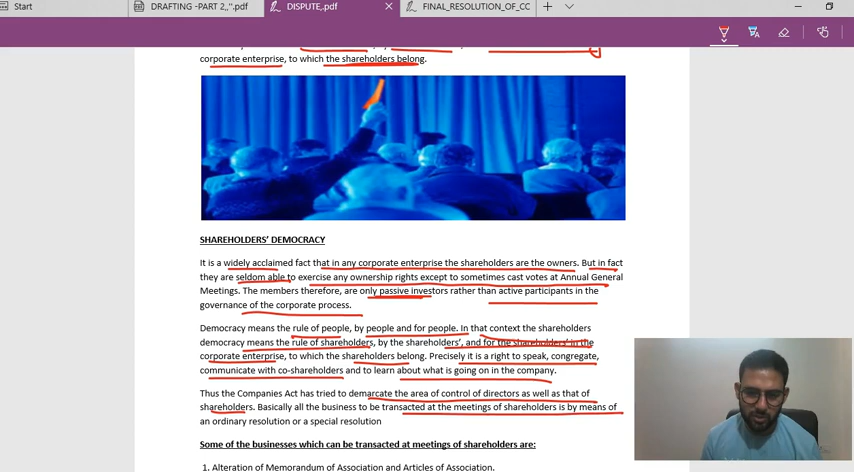 Start
DRAFTING -PART 2,,".pdf
DISPUTE,.pdf
FINAL_RESOLUTION_OF_CC
corporate enterprise, to which the shareholders belong.
SHAREHOLDERS' DEMOCRACY
It is a widely acclaimed fact that in any corporate enterprise the shareholders are the owners. But in fact
they are seldom able to exercise any ownership rights except to sometimes cast votes at Annual General
Meetings. The members therefore, are only passive investors rather than active participants in the
governance of the corporate process.
Democracy means the rule of people, by people and for people. In that context the shareholders
democracy means the rule of shareholders, by the shareholders', and for the shareholders' in the
corporate enterprise, to which the shareholders belong. Precisely it is a right to speak, congregate,
communicate with co-shareholders and to learn about what is going on in the company.
Thus the Companies Act has tried to demarcate the area of control of directors as well as that of
shareholders. Basically all the business to be transacted at the meetings of shareholders is by means of
an ordinary resolution or a special resolution
Some of the businesses which can be transacted at meetings of shareholders are:
1. Alteration of Memorandum of Association and Articles of Association.